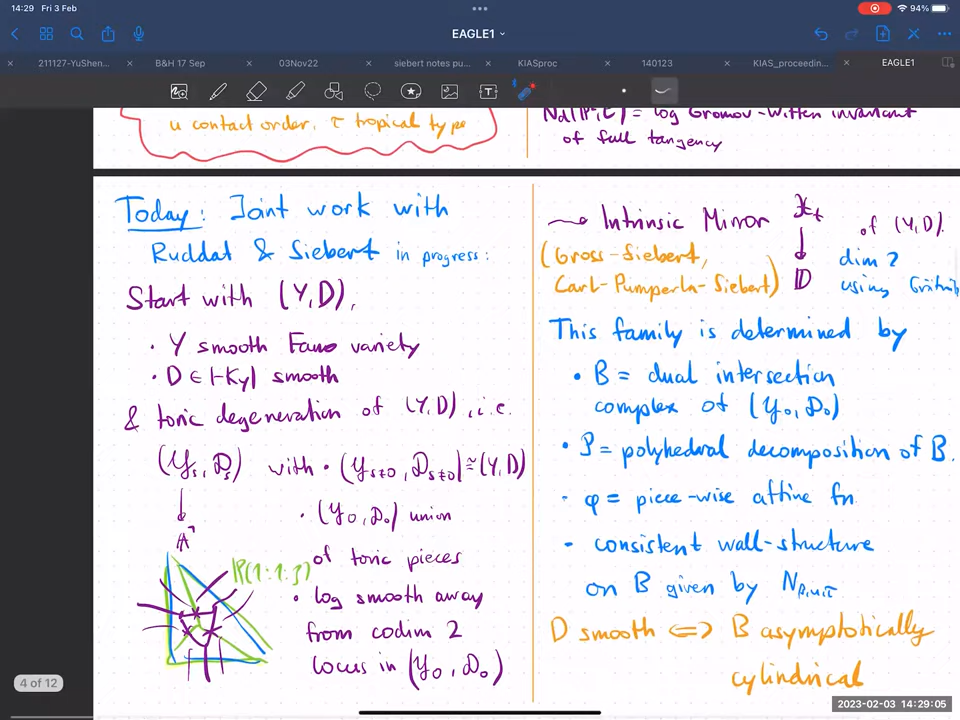 14:29 Fri 3 Feb
94%
EAGLE1
211127-YuShen...
B&H 17 Sep
03Nov22
siebert notes pu...
KIASproc
140123
KIAS_proceedin...
EAGLE1
u contact order, τ tropical type
Nd(P²,E) = log Gromov-Witten invariant
of full tangency
Today: Joint work with
Ruddat & Siebert in progress:
Start with (Y,D),
· Y smooth Fano variety
· D ∈ |-K_Y| smooth
& toric degeneration of (Y,D), i.e.
(𝒴_s, 𝒟_s) with · (𝒴_{s≠0}, 𝒟_{s≠0}) ≅ (Y,D)
↓
A¹
· (𝒴_0, 𝒟_0) union
of toric pieces
P(1:1:3)
· log smooth away
from codim 2
locus in (𝒴_0, 𝒟_0)
4 of 12
⇝ Intrinsic Mirror 𝔛_t of (Y,D).
↓
D
(Gross-Siebert,
Carl-Pumperla-Siebert)
dim 2
using
This family is determined by
· B = dual intersection
complex of (𝒴_0, 𝒟_0)
· P = polyhedral decomposition of B.
· φ = piece-wise affine fn
· consistent wall-structure
on B given by N_{β,u,τ}
D smooth ⇔ B asymptotically
cylindrical
2023-02-03 14:29:05